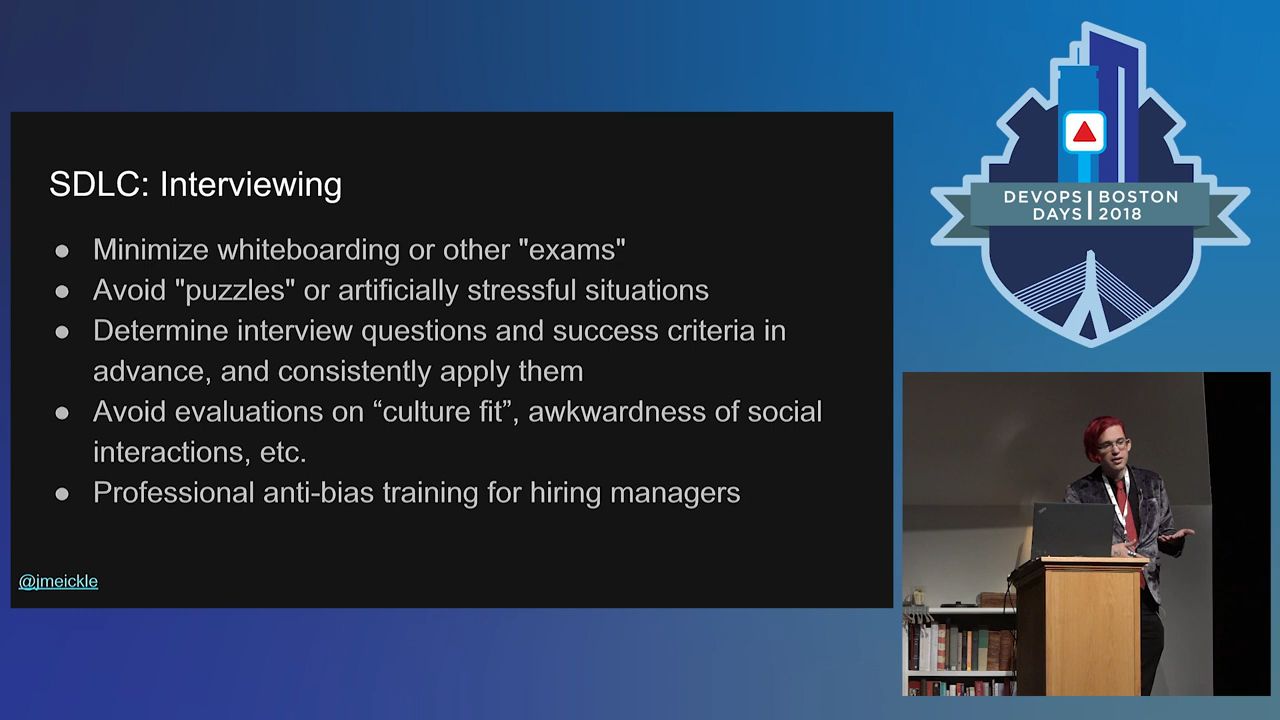 SDLC: Interviewing
● Minimize whiteboarding or other "exams"
● Avoid "puzzles" or artificially stressful situations
● Determine interview questions and success criteria in
advance, and consistently apply them
● Avoid evaluations on “culture fit”, awkwardness of social
interactions, etc.
● Professional anti-bias training for hiring managers
@jmeickle
DEVOPS BOSTON
DAYS 2018